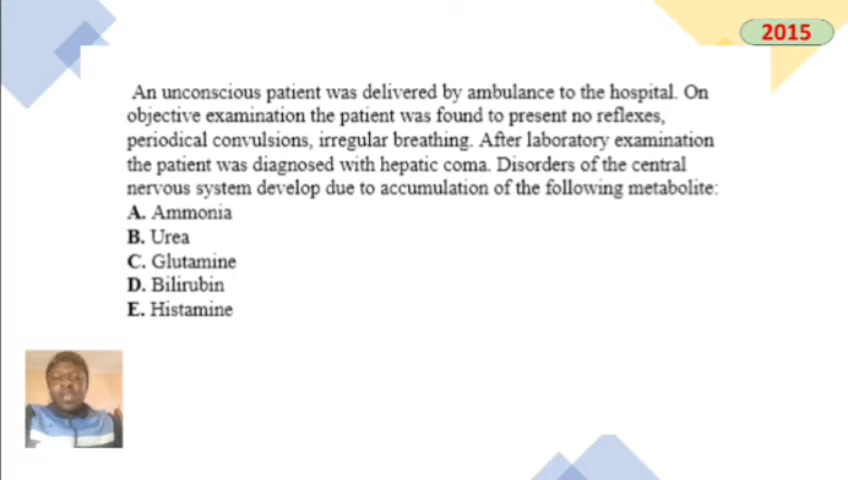 2015
An unconscious patient was delivered by ambulance to the hospital. On
objective examination the patient was found to present no reflexes,
periodical convulsions, irregular breathing. After laboratory examination
the patient was diagnosed with hepatic coma. Disorders of the central
nervous system develop due to accumulation of the following metabolite:
A. Ammonia
B. Urea
C. Glutamine
D. Bilirubin
E. Histamine